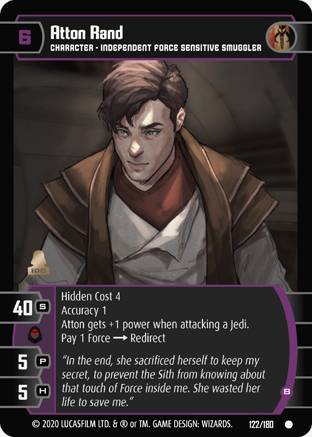 6
Atton Rand
CHARACTER - INDEPENDENT FORCE SENSITIVE SMUGGLER
40 S
5 P
5 H
Hidden Cost 4
Accuracy 1
Atton gets +1 power when attacking a Jedi.
Pay 1 Force → Redirect
"In the end, she sacrificed herself to keep my
secret, to prevent the Sith from knowing about
that touch of Force inside me. She wasted her
life to save me."
B
© 2020 LUCASFILM LTD. & ® or TM. GAME DESIGN: WIZARDS.
122/180